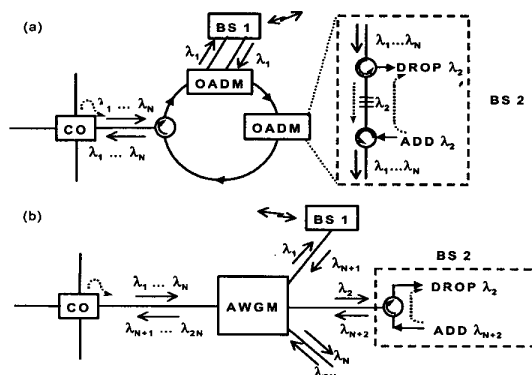 (a)
BS 1
λ1
λ1
OADM
λ1 ... λN
CO
λ1 ... λN
OADM
λ1...λN
DROP λ2
λ2
BS 2
ADD λ2
λ1...λN
(b)
BS 1
λ1
λN+1
BS 2
λ1 ... λN
CO
λN+1 ... λ2N
AWGM
λ2
λN+2
DROP λ2
ADD λN+2
λN
λ2N